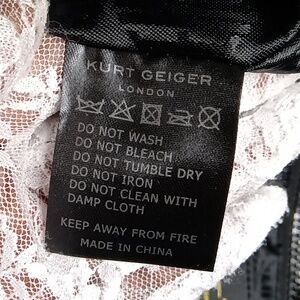 KURT GEIGER
LONDON
DO NOT WASH
DO NOT BLEACH
DO NOT TUMBLE DRY
DO NOT IRON
DO NOT CLEAN WITH
DAMP CLOTH
KEEP AWAY FROM FIRE
MADE IN CHINA